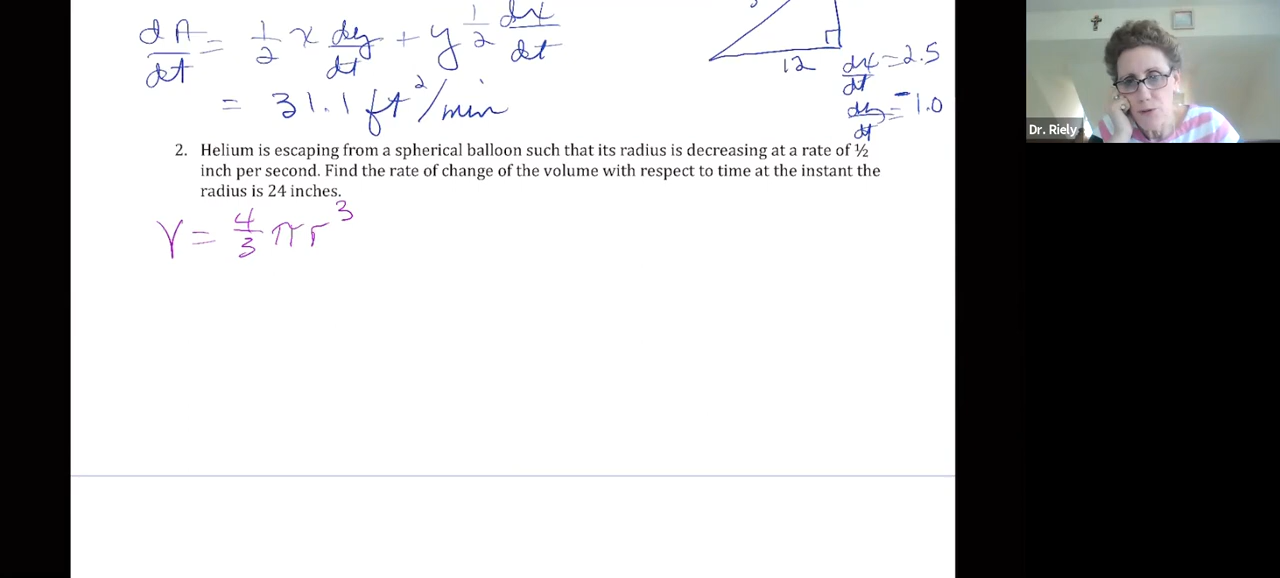 dA/dt = 1/2 x dy/dt + y 1/2 dx/dt
= 31.1 ft²/min
12
dx/dt = 2.5
dy/dt = -1.0
Dr. Riely
2. Helium is escaping from a spherical balloon such that its radius is decreasing at a rate of ½
inch per second. Find the rate of change of the volume with respect to time at the instant the
radius is 24 inches.
V = 4/3 πr³